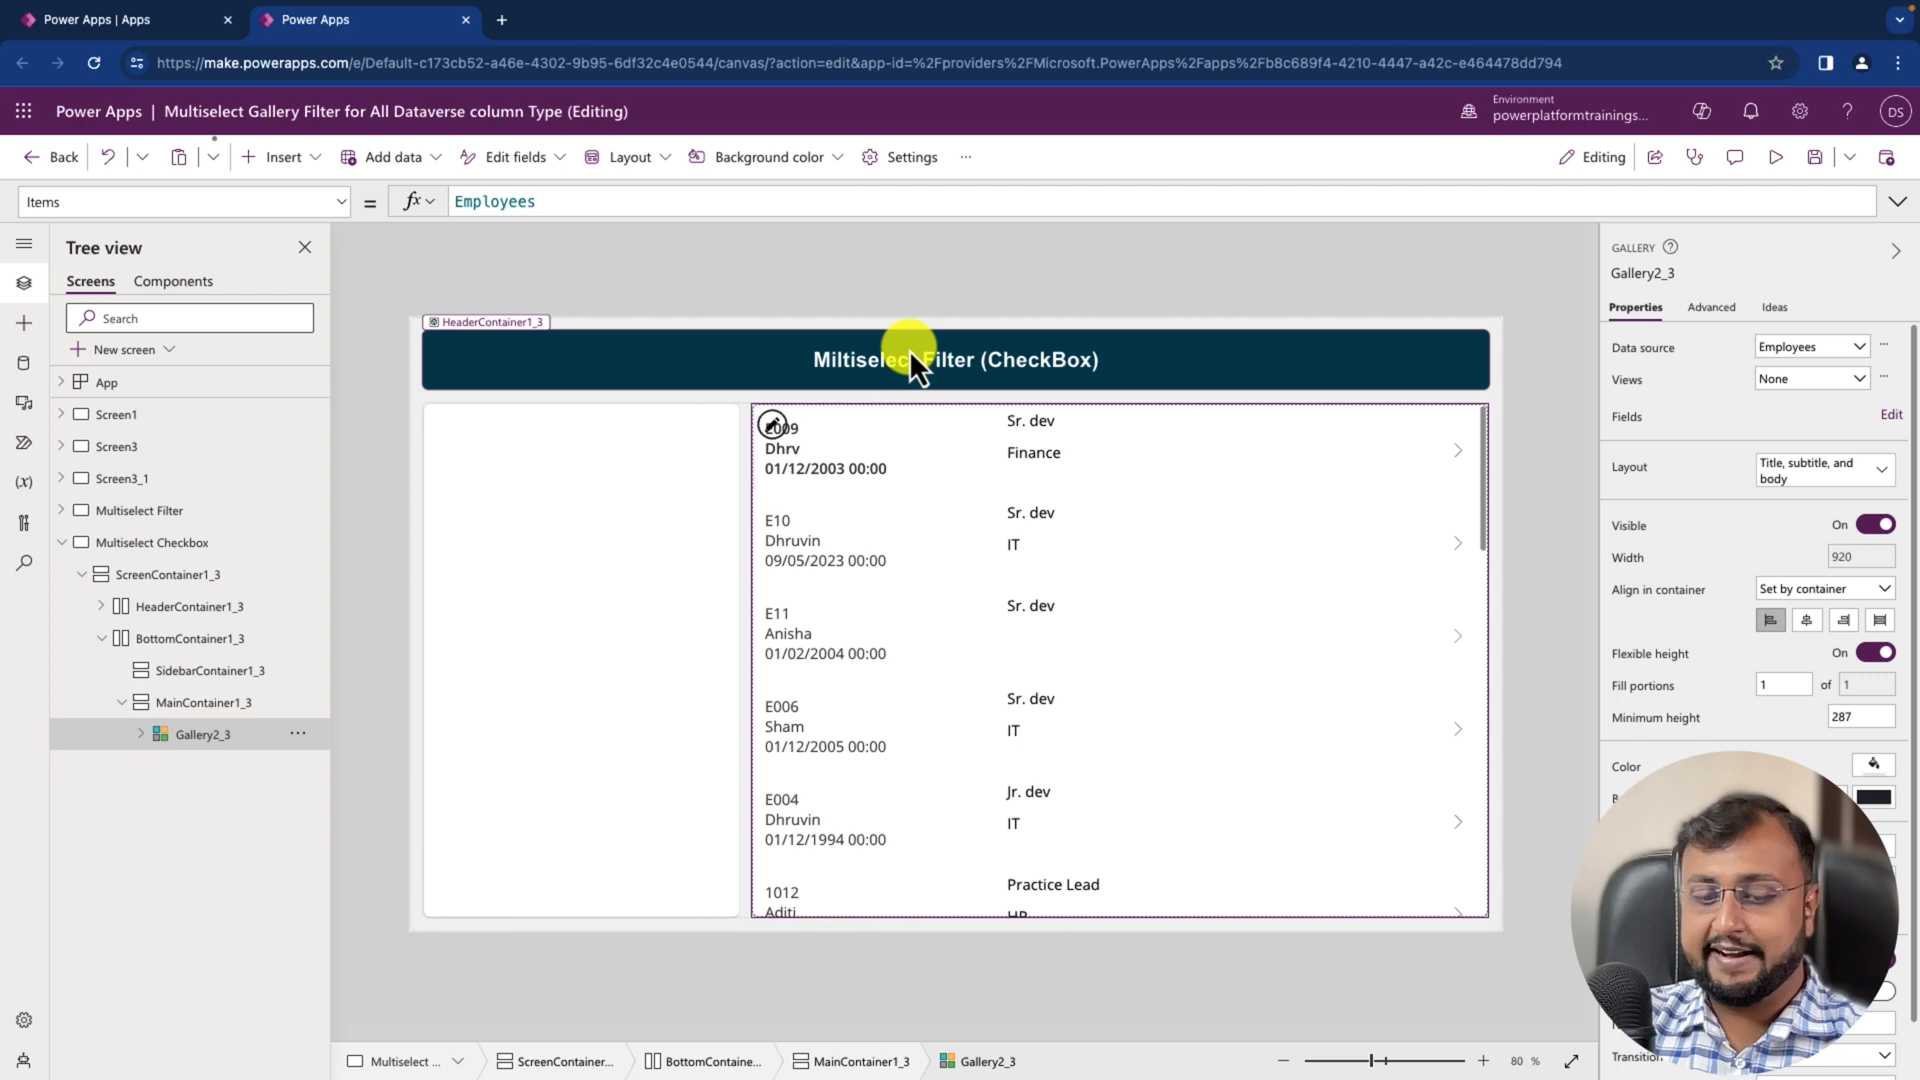 Power Apps | Apps
Power Apps
https://make.powerapps.com/e/Default-c173cb52-a46e-4302-9b95-6df32c4e0544/canvas/?action=edit&app-id=%2Fproviders%2FMicrosoft.PowerApps%2Fapps%2Fb8c689f4-4210-4447-a42c-e464478dd794
Power Apps | Multiselect Gallery Filter for All Dataverse column Type (Editing)
Environment
powerplatformtrainings...
DS
Back
Insert
Add data
Edit fields
Layout
Background color
Settings
Editing
Items
=
fx
Employees
Tree view
Screens
Components
Search
New screen
App
Screen1
Screen3
Screen3_1
Multiselect Filter
Multiselect Checkbox
ScreenContainer1_3
HeaderContainer1_3
BottomContainer1_3
SidebarContainer1_3
MainContainer1_3
Gallery2_3
HeaderContainer1_3
Miltiselect Filter (CheckBox)
E009
Dhrv
01/12/2003 00:00
Sr. dev
Finance
E10
Dhruvin
09/05/2023 00:00
Sr. dev
IT
E11
Anisha
01/02/2004 00:00
Sr. dev
E006
Sham
01/12/2005 00:00
Sr. dev
IT
E004
Dhruvin
01/12/1994 00:00
Jr. dev
IT
1012
Aditi
Practice Lead
HR
GALLERY
Gallery2_3
Properties
Advanced
Ideas
Data source
Employees
Views
None
Fields
Edit
Layout
Title, subtitle, and body
Visible
On
Width
920
Align in container
Set by container
Flexible height
On
Fill portions
1
of
1
Minimum height
287
Color
Transition
Multiselect ...
ScreenContainer...
BottomContaine...
MainContainer1_3
Gallery2_3
80 %